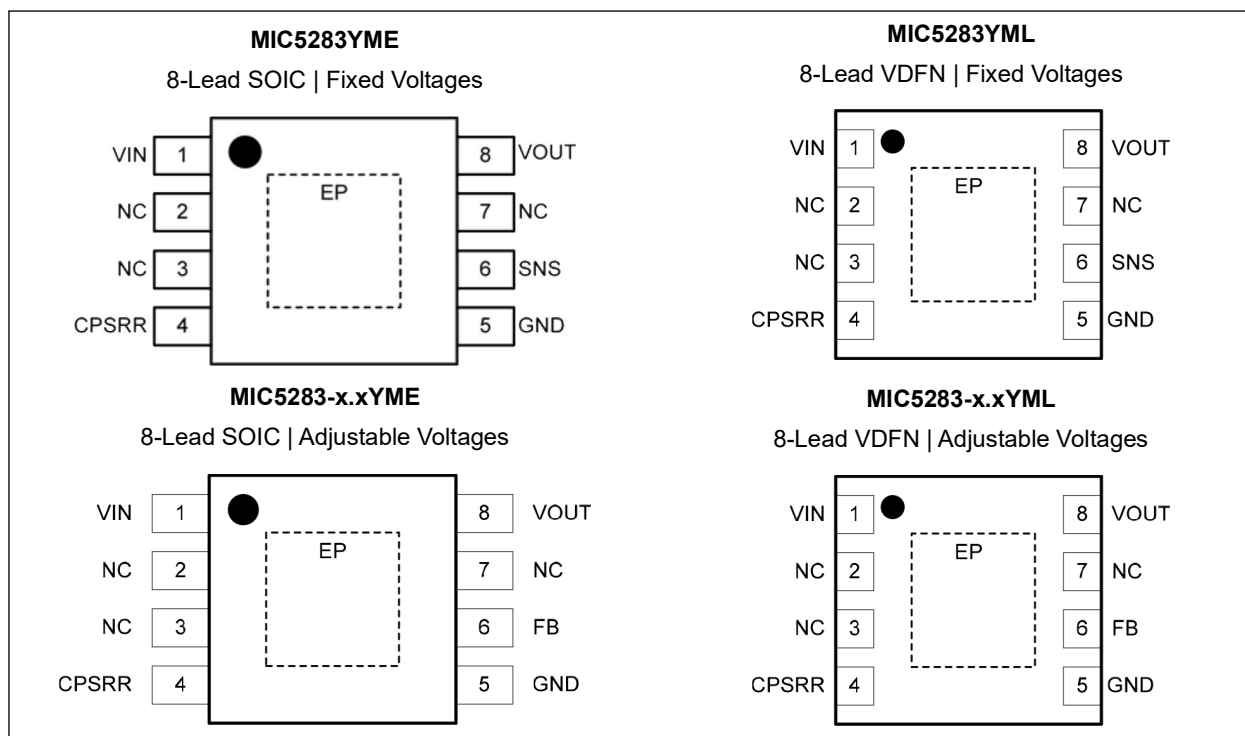 MIC5283YME
8-Lead SOIC | Fixed Voltages
VIN 1 8 VOUT
EP
NC 2 7 NC
NC 3 6 SNS
CPSRR 4 5 GND
MIC5283YML
8-Lead VDFN | Fixed Voltages
VIN 1 8 VOUT
EP
NC 2 7 NC
NC 3 6 SNS
CPSRR 4 5 GND
MIC5283-x.xYME
8-Lead SOIC | Adjustable Voltages
VIN 1 8 VOUT
EP
NC 2 7 NC
NC 3 6 FB
CPSRR 4 5 GND
MIC5283-x.xYML
8-Lead VDFN | Adjustable Voltages
VIN 1 8 VOUT
EP
NC 2 7 NC
NC 3 6 FB
CPSRR 4 5 GND